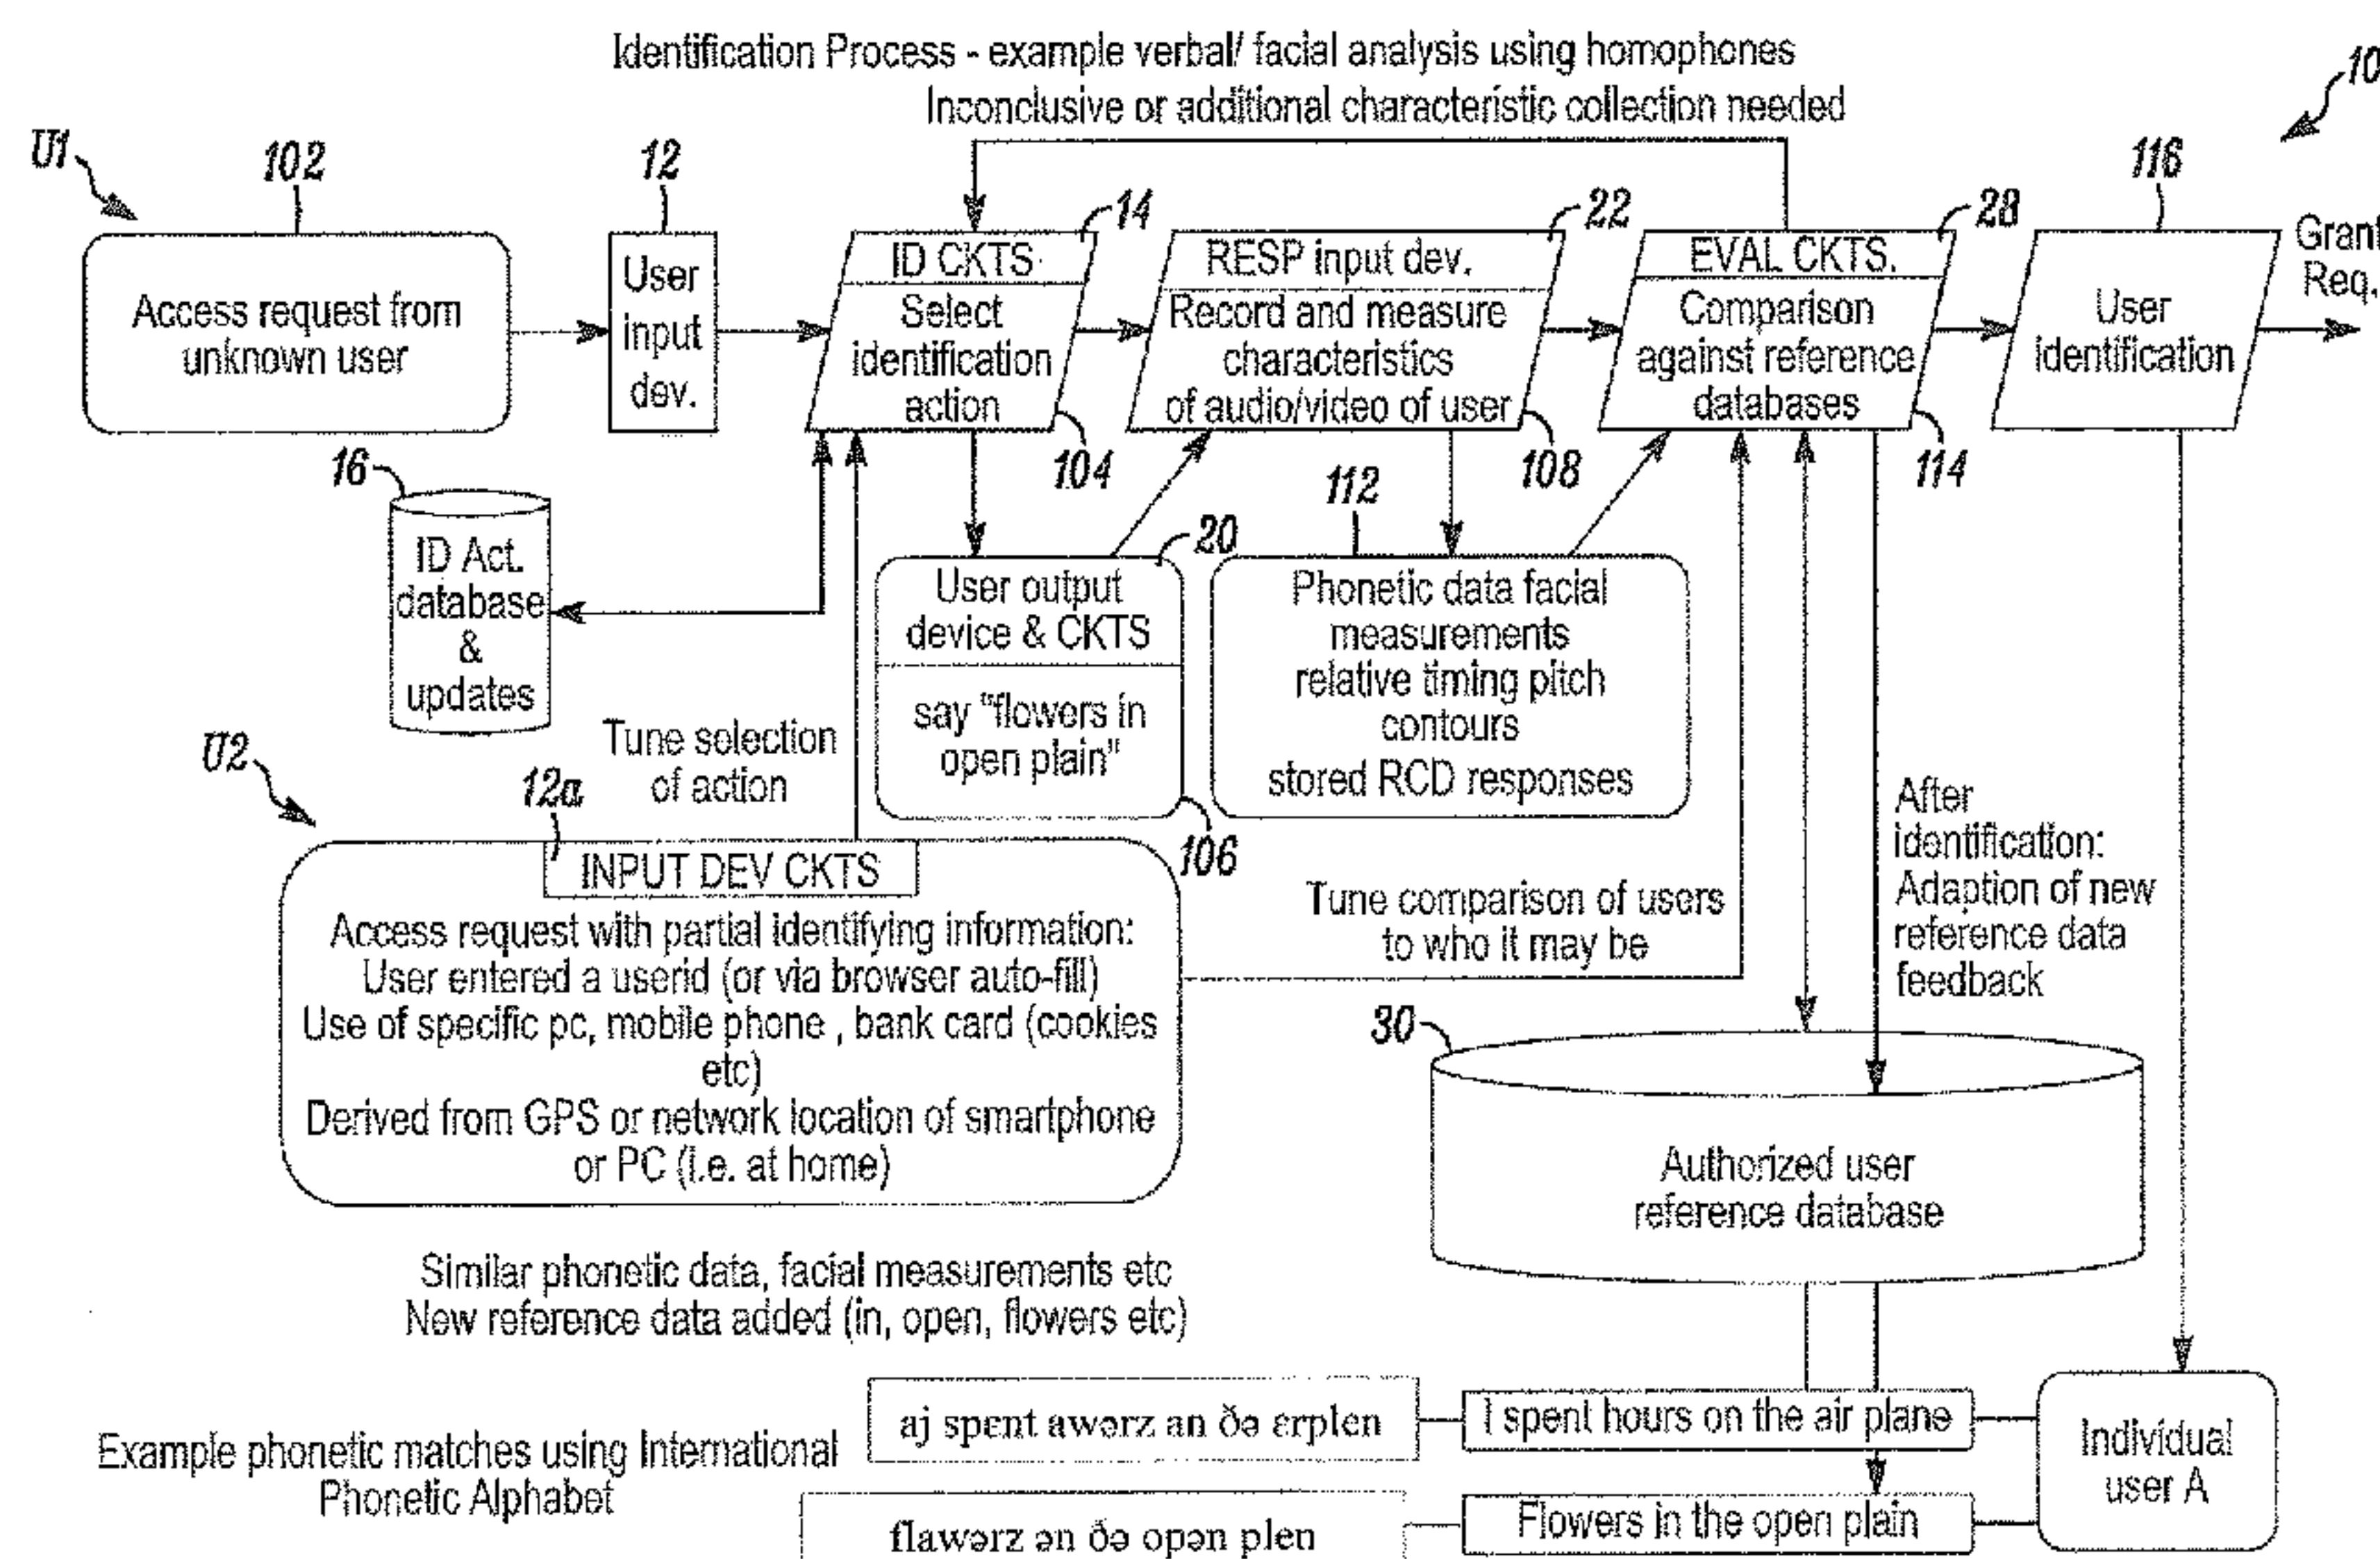 Identification Process - example verbal/ facial analysis using homophones
Inconclusive or additional characteristic collection needed
10
U1
102
12
14
22
28
116
Access request from
unknown user
User
input
dev.
ID CKTS
Select
identification
action
RESP input dev.
Record and measure
characteristics
of audio/video of user
EVAL CKTS.
Comparison
against reference
databases
User
identification
Grant
Req.
104
108
114
16
ID Act.
database
&
updates
20
User output
device & CKTS
say "flowers in
open plain"
106
112
Phonetic data facial
measurements
relative timing pitch
contours
stored RCD responses
Tune selection
of action
U2
12a
INPUT DEV CKTS
Access request with partial identifying information:
User entered a userid (or via browser auto-fill)
Use of specific pc, mobile phone , bank card (cookies
etc)
Derived from GPS or network location of smartphone
or PC (i.e. at home)
Tune comparison of users
to who it may be
After
identification:
Adaption of new
reference data
feedback
30
Authorized user
reference database
Similar phonetic data, facial measurements etc
New reference data added (in, open, flowers etc)
Example phonetic matches using International
Phonetic Alphabet
aj spɛnt awərz an ðə ɛrplen
I spent hours on the air plane
flawərz ən ðə opən plen
Flowers in the open plain
Individual
user A